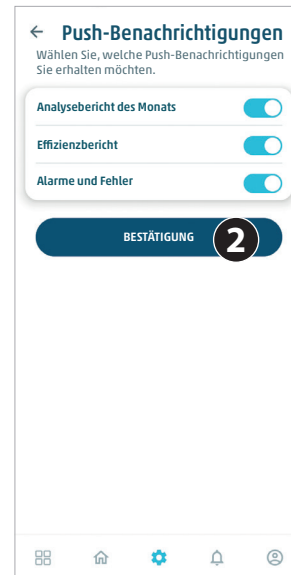 Push-Benachrichtigungen
Wählen Sie, welche Push-Benachrichtigungen
Sie erhalten möchten.
Analysebericht des Monats
Effizienzbericht
Alarme und Fehler
BESTÄTIGUNG 2